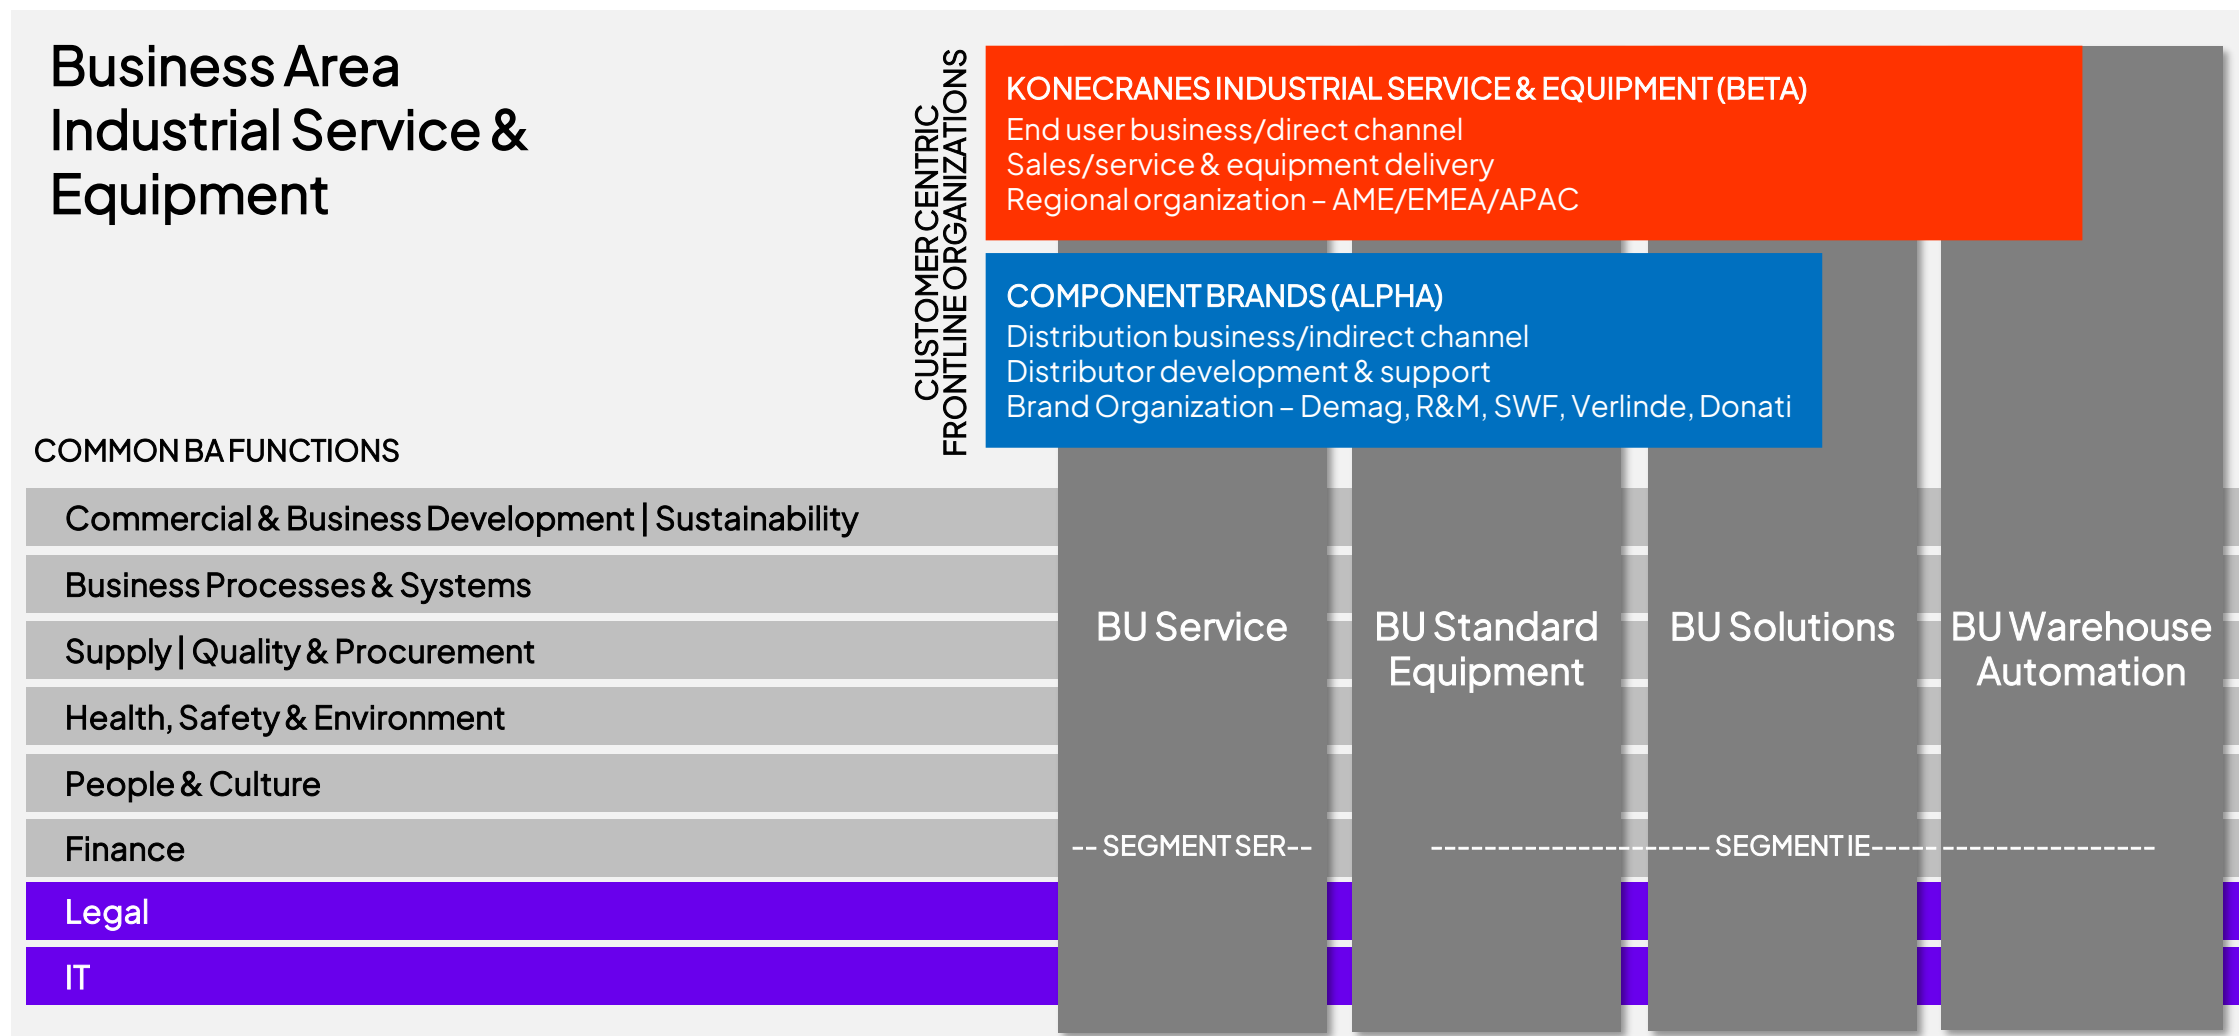 Business Area
Industrial Service &
Equipment
CUSTOMER CENTRIC
FRONTLINE ORGANIZATIONS
KONECRANES INDUSTRIAL SERVICE & EQUIPMENT (BETA)
End user business/direct channel
Sales/service & equipment delivery
Regional organization – AME/EMEA/APAC
COMPONENT BRANDS (ALPHA)
Distribution business/indirect channel
Distributor development & support
Brand Organization – Demag, R&M, SWF, Verlinde, Donati
COMMON BA FUNCTIONS
Commercial & Business Development | Sustainability
Business Processes & Systems
Supply | Quality & Procurement
Health, Safety & Environment
People & Culture
Finance
Legal
IT
BU Service
BU Standard
Equipment
BU Solutions
BU Warehouse
Automation
-- SEGMENT SER--
--------------------- SEGMENT IE---------------------